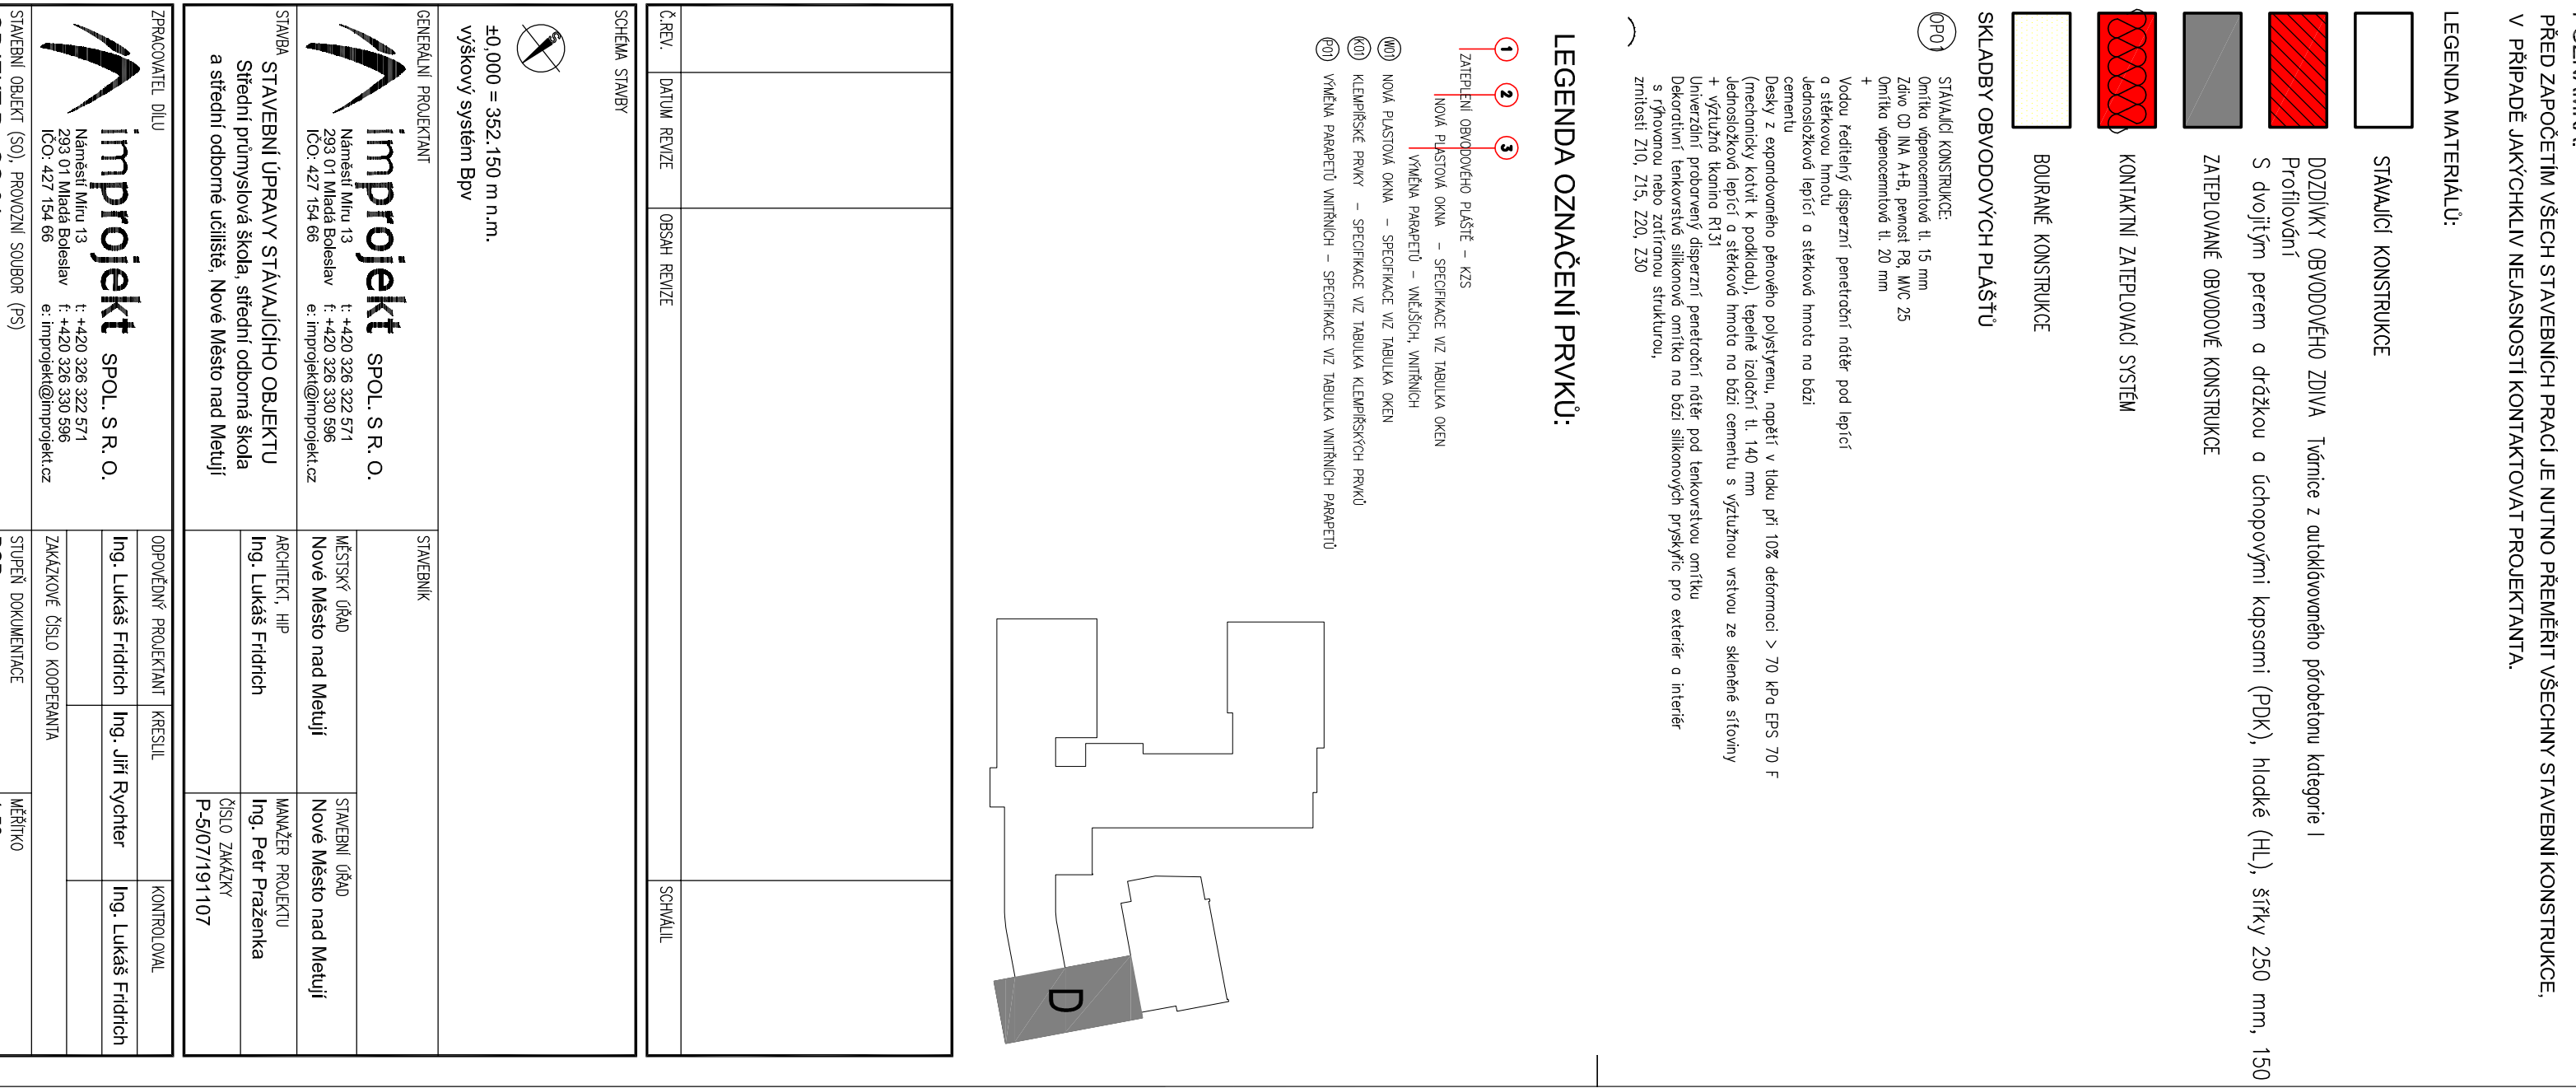 PŘED ZAPOČETÍM VŠECH STAVEBNÍCH PRACÍ JE NUTNO PŘEMĚŘIT VŠECHNY STAVEBNÍ KONSTRUKCE,
V PŘÍPADĚ JAKÝCHKLIV NEJASNOSTÍ KONTAKTOVAT PROJEKTANTA.
LEGENDA MATERIÁLŮ:
STÁVAJÍCÍ KONSTRUKCE
DOZDÍVKY OBVODOVÉHO ZDIVA Tvárnice z autoklávovaného pórobetonu kategorie I
Profilování
S dvojitým perem a drážkou a úchopovými kapsami (PDK), hladké (HL), šířky 250 mm, 150
ZATEPLOVANÉ OBVODOVÉ KONSTRUKCE
KONTAKTNÍ ZATEPLOVACÍ SYSTÉM
BOURANÉ KONSTRUKCE
SKLADBY OBVODOVÝCH PLÁŠTŮ
OP01
STÁVAJÍCÍ KONSTRUKCE:
Omítka vápenocemntová tl. 15 mm
Zdivo CD INA A+B, pevnost P8, MVC 25
Omítka vápenocemntová tl. 20 mm
+
Vodou ředitelný disperzní penetrační nátěr pod lepící
a stěrkovou hmotu
Jednosložková lepící a stěrková hmota na bázi
cementu
Desky z expandovaného pěnového polystyrenu, napětí v tlaku při 10% deformaci > 70 kPa EPS 70 F
(mechanicky kotvit k podkladu), tepelně izolační tl. 140 mm
Jednosložková lepící a stěrková hmota na bázi cementu s výztužnou vrstvou ze skleněné síťoviny
+ výztužná tkanina R131
Univerzální probarvený disperzní penetrační nátěr pod tenkovrstvou omítku
Dekorativní tenkovrstvá silikonová omítka na bázi silikonových pryskyřic pro exteriér a interiér
s rýhovanou nebo zatíranou strukturou,
zrnitosti Z10, Z15, Z20, Z30
)
LEGENDA OZNAČENÍ PRVKŮ:
1 2 3
ZATEPLENÍ OBVODOVÉHO PLÁŠTĚ – KZS
NOVÁ PLASTOVÁ OKNA – SPECIFIKACE VIZ TABULKA OKEN
VÝMĚNA PARAPETŮ – VNĚJŠÍCH, VNITŘNÍCH
W01 NOVÁ PLASTOVÁ OKNA – SPECIFIKACE VIZ TABULKA OKEN
K01 KLEMPÍŘSKÉ PRVKY – SPECIFIKACE VIZ TABULKA KLEMPÍŘSKÝCH PRVKŮ
P01 VÝMĚNA PARAPETŮ VNITŘNÍCH – SPECIFIKACE VIZ TABULKA VNITŘNÍCH PARAPETŮ
D
Č.REV. DATUM REVIZE OBSAH REVIZE SCHVÁLIL
SCHÉMA STAVBY
S
±0,000 = 352.150 m n.m.
výškový systém Bpv
GENERÁLNÍ PROJEKTANT
improjekt SPOL. S R. O.
Náměstí Míru 13 t: +420 326 322 571
293 01 Mladá Boleslav f: +420 326 330 596
IČO: 427 154 66 e: improjekt@improjekt.cz
STAVEBNÍK
MĚSTSKÝ ÚŘAD
Nové Město nad Metují
STAVEBNÍ ÚŘAD
Nové Město nad Metují
STAVBA
STAVEBNÍ ÚPRAVY STÁVAJÍCÍHO OBJEKTU
Střední průmyslová škola, střední odborná škola
a střední odborné učiliště, Nové Město nad Metují
ARCHITEKT, HIP
Ing. Lukáš Fridrich
MANAŽER PROJEKTU
Ing. Petr Praženka
ČÍSLO ZAKÁZKY
P-5/07/191107
ZPRACOVATEL DÍLU
improjekt SPOL. S R. O.
Náměstí Míru 13 t: +420 326 322 571
293 01 Mladá Boleslav f: +420 326 330 596
IČO: 427 154 66 e: improjekt@improjekt.cz
ODPOVĚDNÝ PROJEKTANT KRESLIL KONTROLOVAL
Ing. Lukáš Fridrich Ing. Jiří Rychter Ing. Lukáš Fridrich
ZAKÁZKOVÉ ČÍSLO KOOPERANTA
STAVEBNÍ OBJEKT (SO), PROVOZNÍ SOUBOR (PS)
STUPEŇ DOKUMENTACE
MĚŘÍTKO